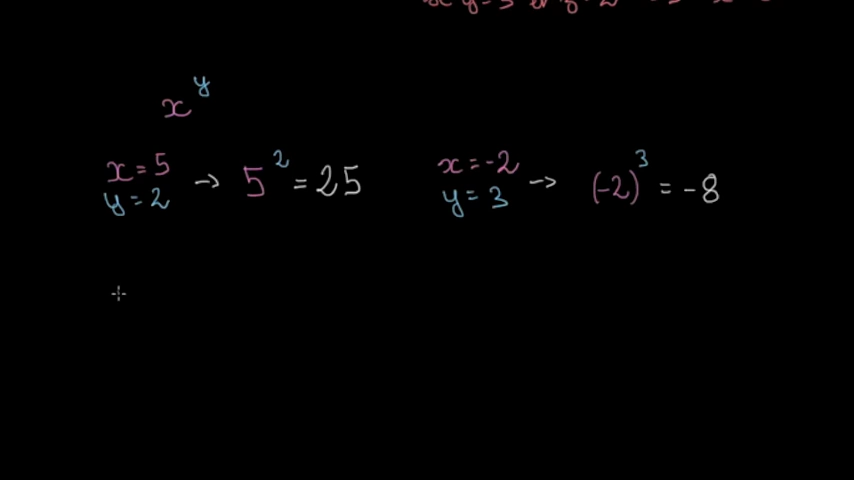 x^y
x=5
y=2 → 5^2 = 25
x=-2
y=3 → (-2)^3 = -8